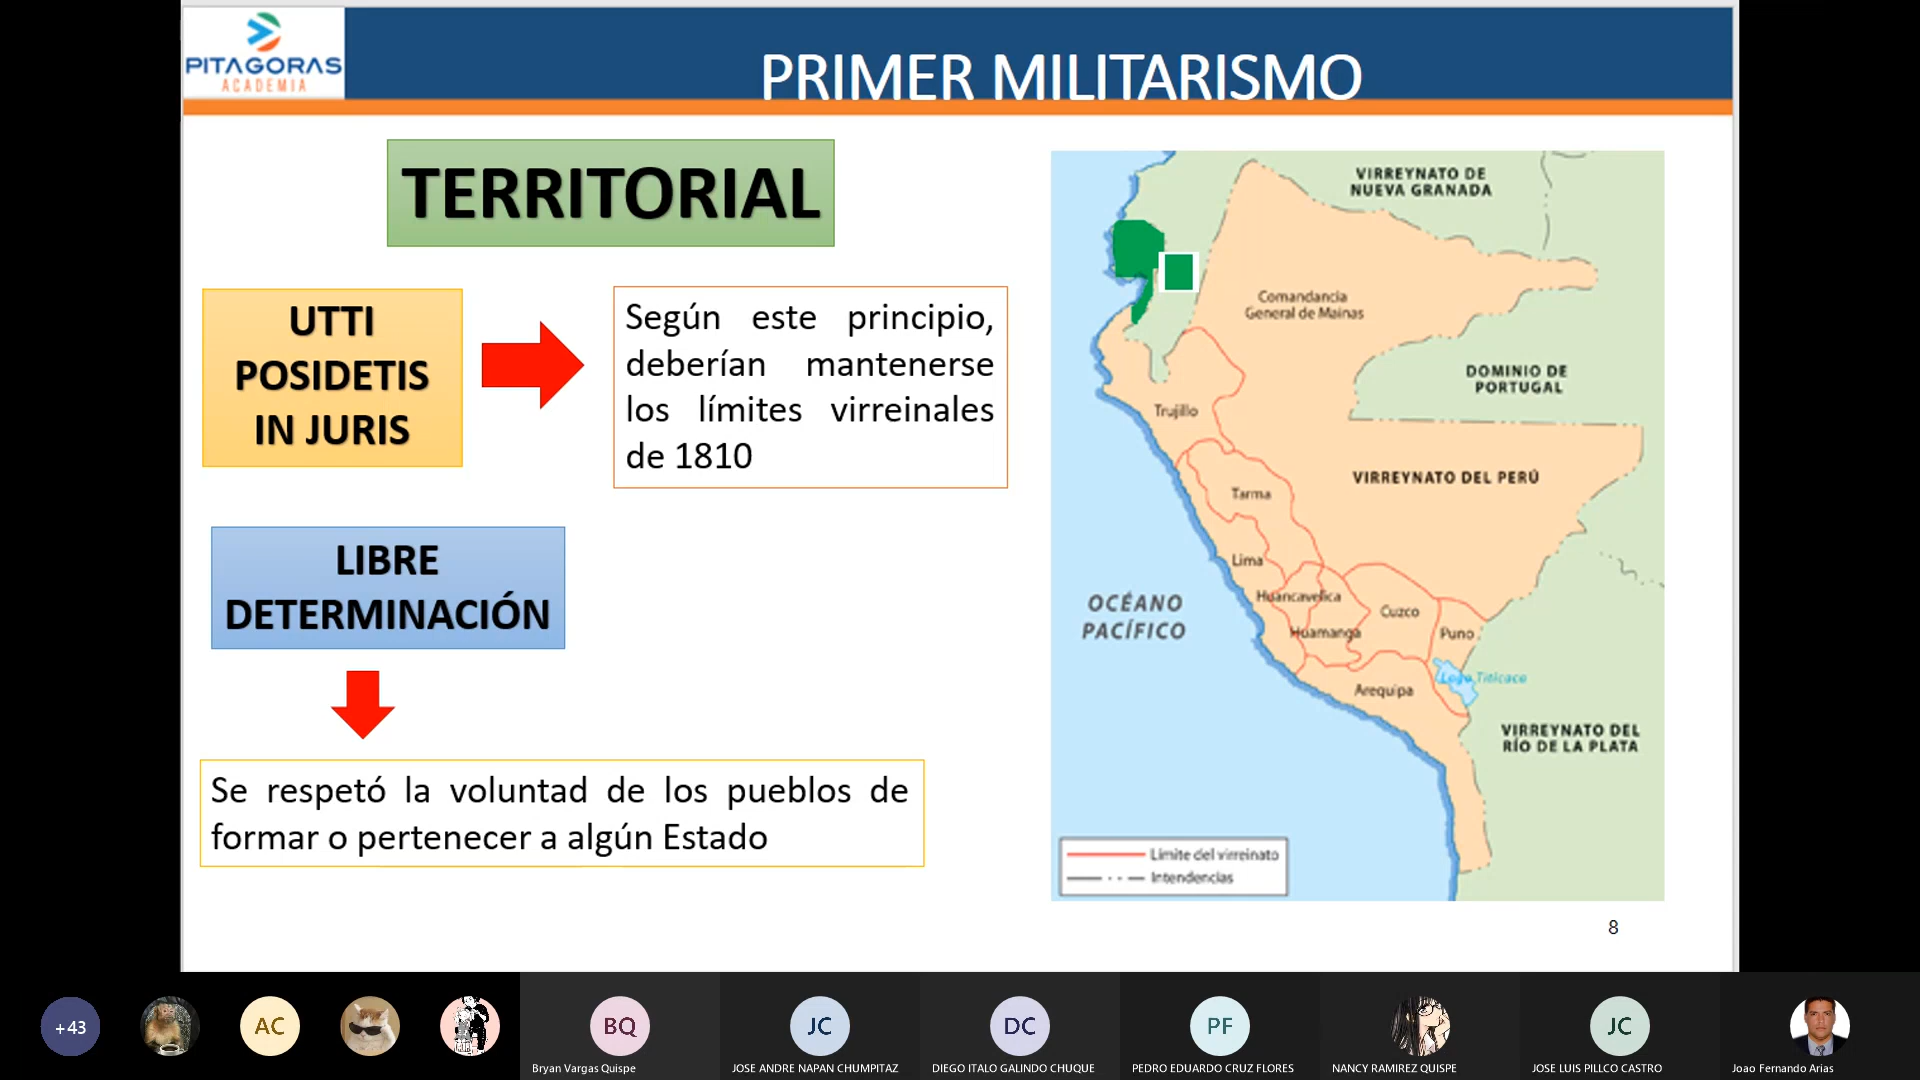 PITAGORAS
ACADEMIA
PRIMER MILITARISMO
TERRITORIAL
UTTI
POSIDETIS
IN JURIS
Según este principio,
deberían mantenerse
los límites virreinales
de 1810
LIBRE
DETERMINACIÓN
Se respetó la voluntad de los pueblos de
formar o pertenecer a algún Estado
VIRREYNATO DE
NUEVA GRANADA
Comandancia
General de Mainas
DOMINIO DE
PORTUGAL
Trujillo
VIRREYNATO DEL PERÚ
Tarma
Lima
OCÉANO
PACÍFICO
Huancavelica
Cuzco
Huamanga
Puno
Lago Titicaca
Arequipa
VIRREYNATO DEL
RÍO DE LA PLATA
Limite del virreinato
Intendencias
8
+43
AC
BQ
JC
DC
PF
JC
Bryan Vargas Quispe
JOSE ANDRE NAPAN CHUMPITAZ
DIEGO ITALO GALINDO CHUQUE
PEDRO EDUARDO CRUZ FLORES
NANCY RAMIREZ QUISPE
JOSE LUIS PILLCO CASTRO
Joao Fernando Arias